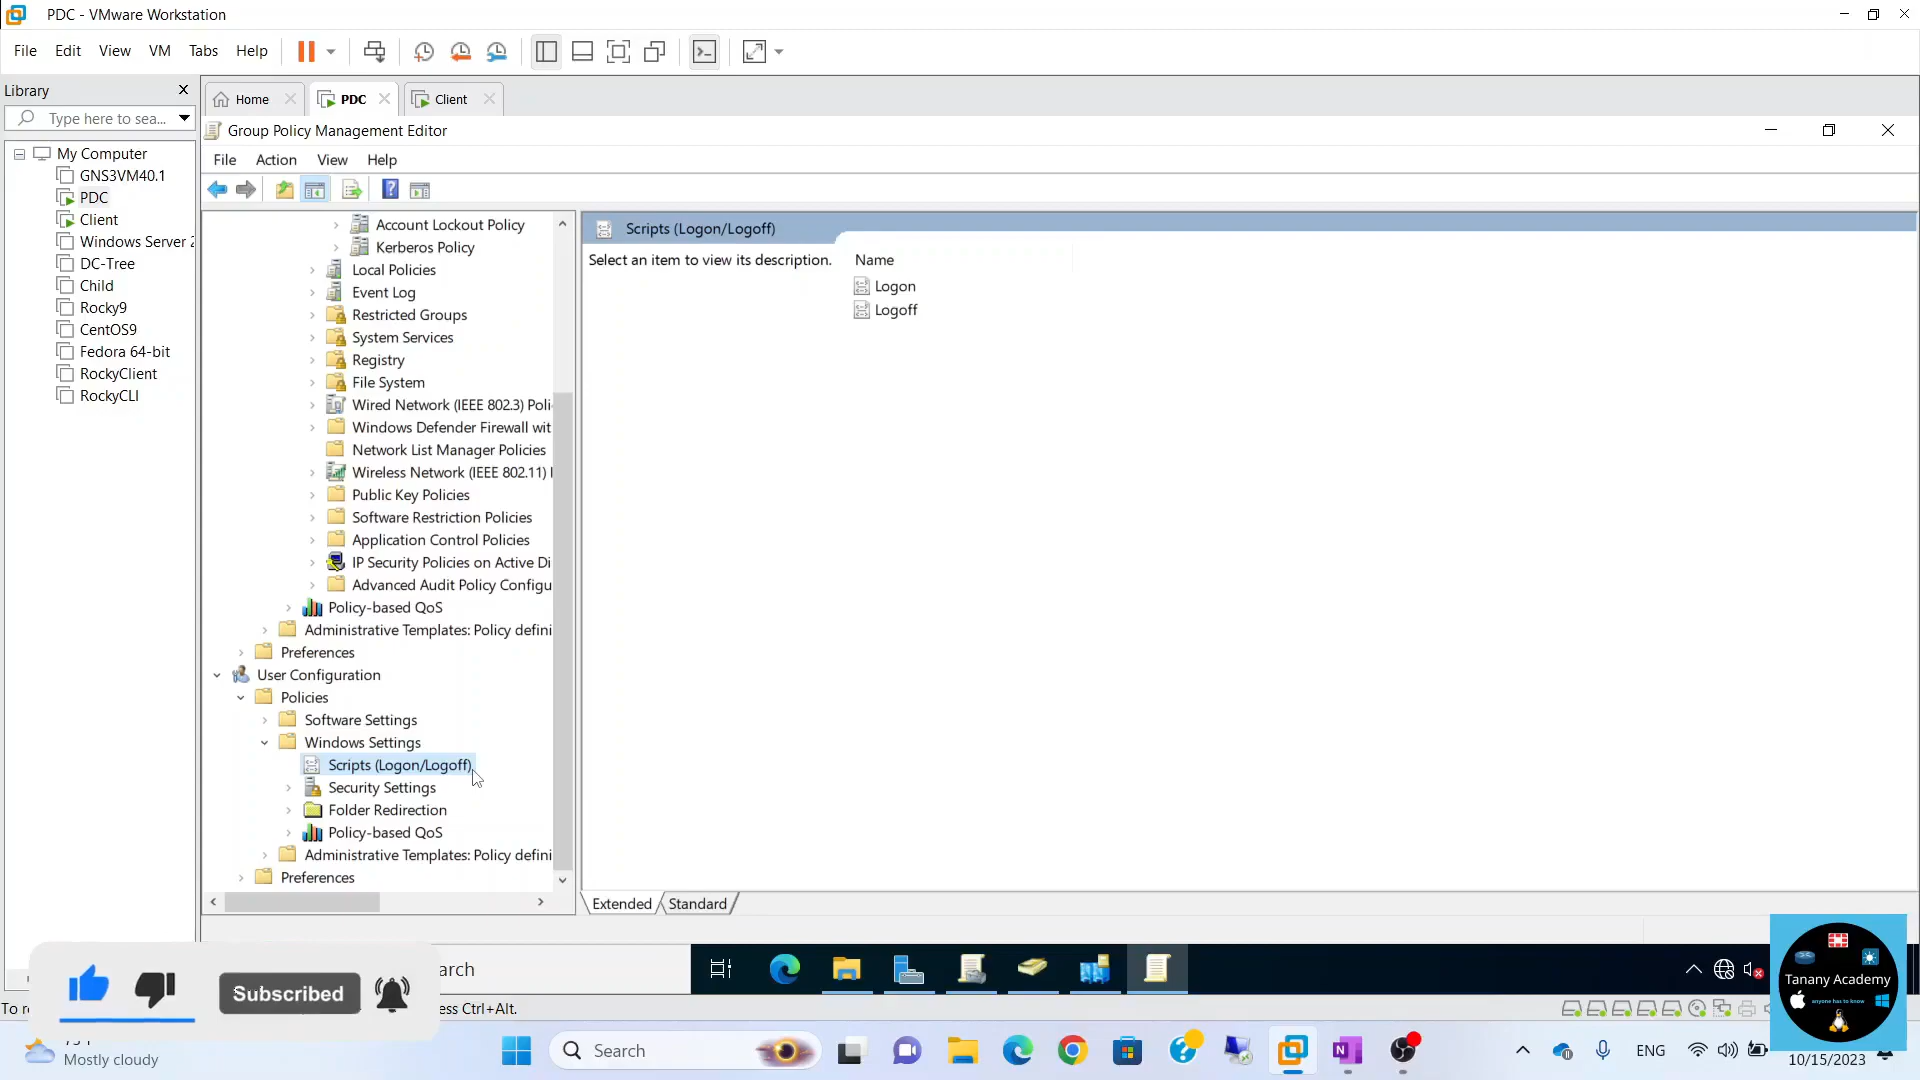 PDC - VMware Workstation
File Edit View VM Tabs Help
Library
Type here to sea...
My Computer
GNS3VM40.1
PDC
Client
Windows Server 2
DC-Tree
Child
Rocky9
CentOS9
Fedora 64-bit
RockyClient
RockyCLI
Home PDC Client
Group Policy Management Editor
File Action View Help
Account Lockout Policy
Kerberos Policy
Local Policies
Event Log
Restricted Groups
System Services
Registry
File System
Wired Network (IEEE 802.3) Poli
Windows Defender Firewall wit
Network List Manager Policies
Wireless Network (IEEE 802.11)
Public Key Policies
Software Restriction Policies
Application Control Policies
IP Security Policies on Active Di
Advanced Audit Policy Configu
Policy-based QoS
Administrative Templates: Policy defini
Preferences
User Configuration
Policies
Software Settings
Windows Settings
Scripts (Logon/Logoff)
Security Settings
Folder Redirection
Policy-based QoS
Administrative Templates: Policy defini
Preferences
Scripts (Logon/Logoff)
Select an item to view its description.
Name
Logon
Logoff
Extended Standard
arch
Subscribed
To re
ess Ctrl+Alt.
Tanany Academy
anyone has to know
Mostly cloudy
Search
ENG
10/15/2023